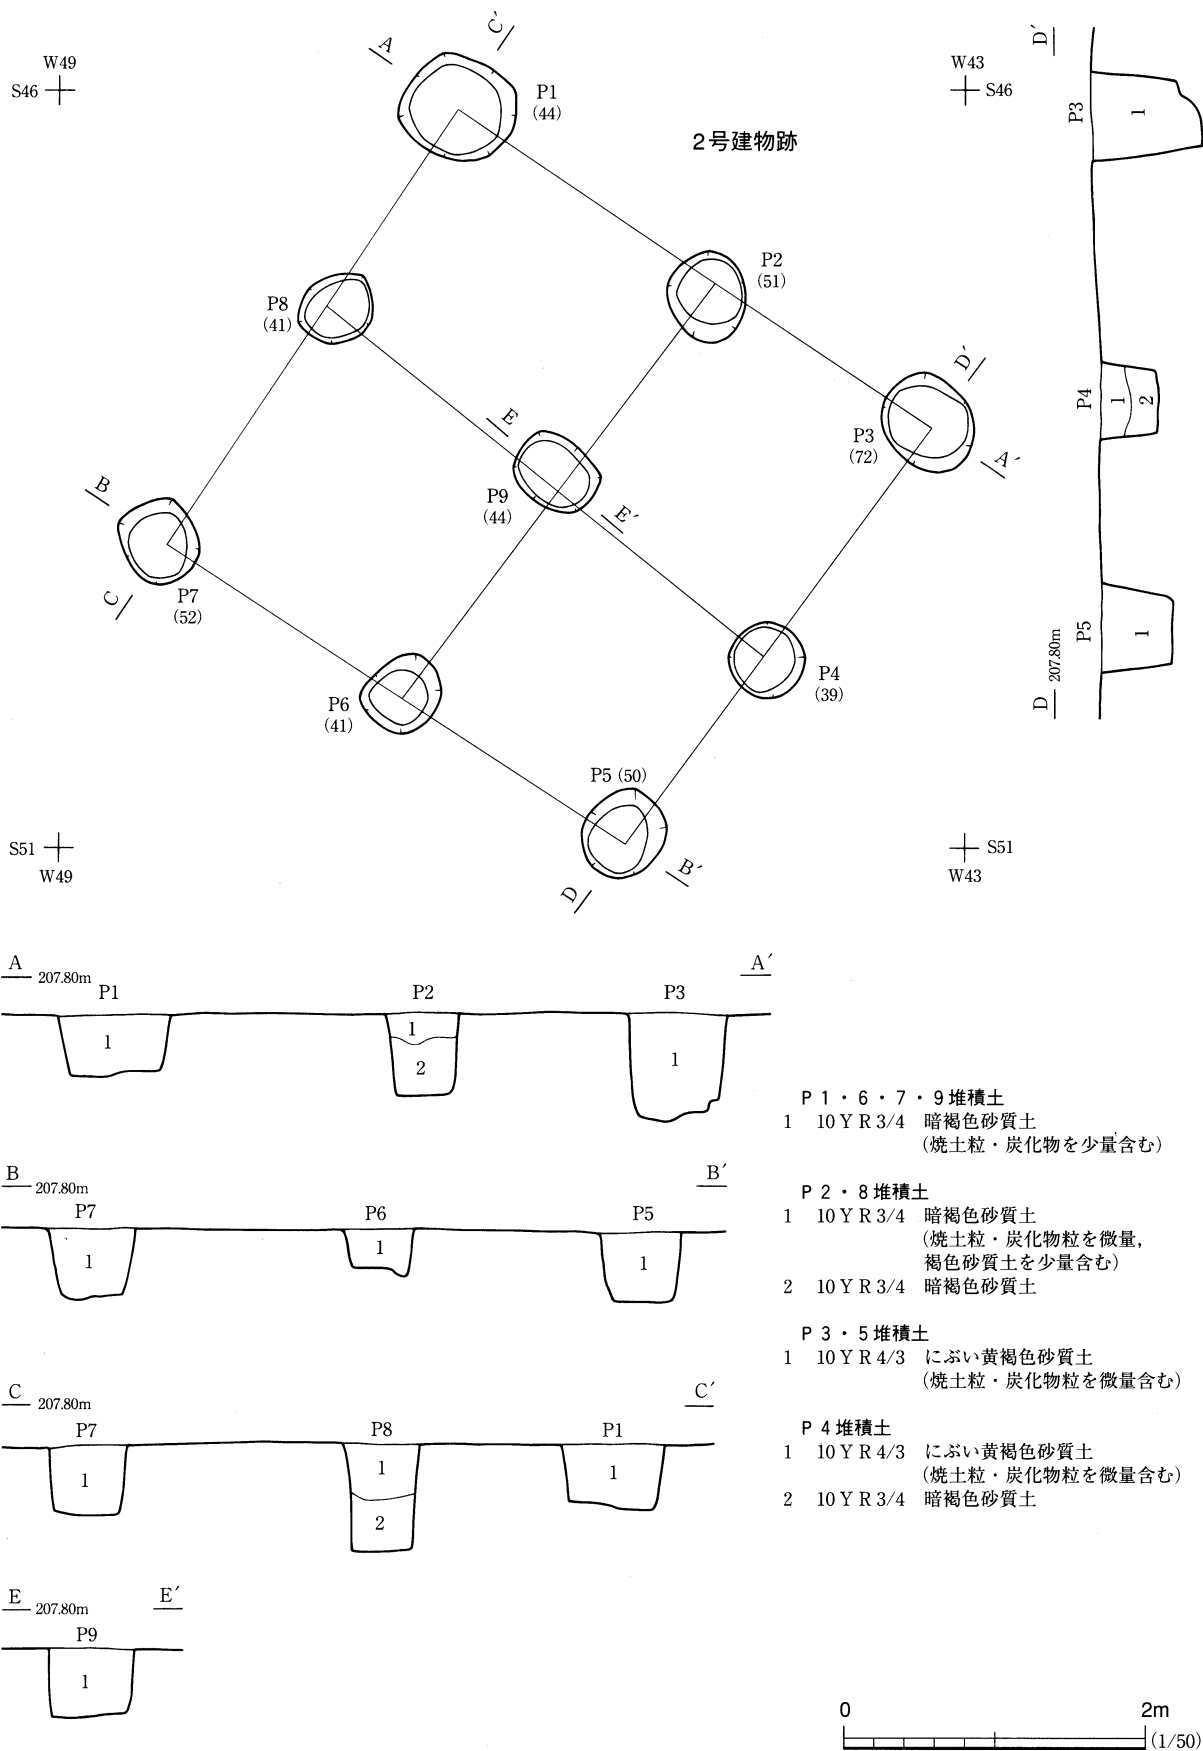 W49
S46
W43
S46
2号建物跡
A
C′
P1
(44)
P2
(51)
P8
(41)
D′
P3
(72)
A′
E
P9
(44)
E′
B
C
P7
(52)
P4
(39)
P6
(41)
P5 (50)
B′
D
S51
W49
S51
W43
D′
P3
1
P4
1
2
P5
1
D 207.80m
A 207.80m
A′
P1
P2
P3
1
1
2
1
B 207.80m
B′
P7
P6
P5
1
1
1
C 207.80m
C′
P7
P8
P1
1
1
2
1
E 207.80m
E′
P9
1
P1・6・7・9堆積土
1 10YR3/4 暗褐色砂質土
(焼土粒・炭化物を少量含む)
P2・8堆積土
1 10YR3/4 暗褐色砂質土
(焼土粒・炭化物粒を微量,
褐色砂質土を少量含む)
2 10YR3/4 暗褐色砂質土
P3・5堆積土
1 10YR4/3 にぶい黄褐色砂質土
(焼土粒・炭化物粒を微量含む)
P4堆積土
1 10YR4/3 にぶい黄褐色砂質土
(焼土粒・炭化物粒を微量含む)
2 10YR3/4 暗褐色砂質土
0 2m
(1/50)